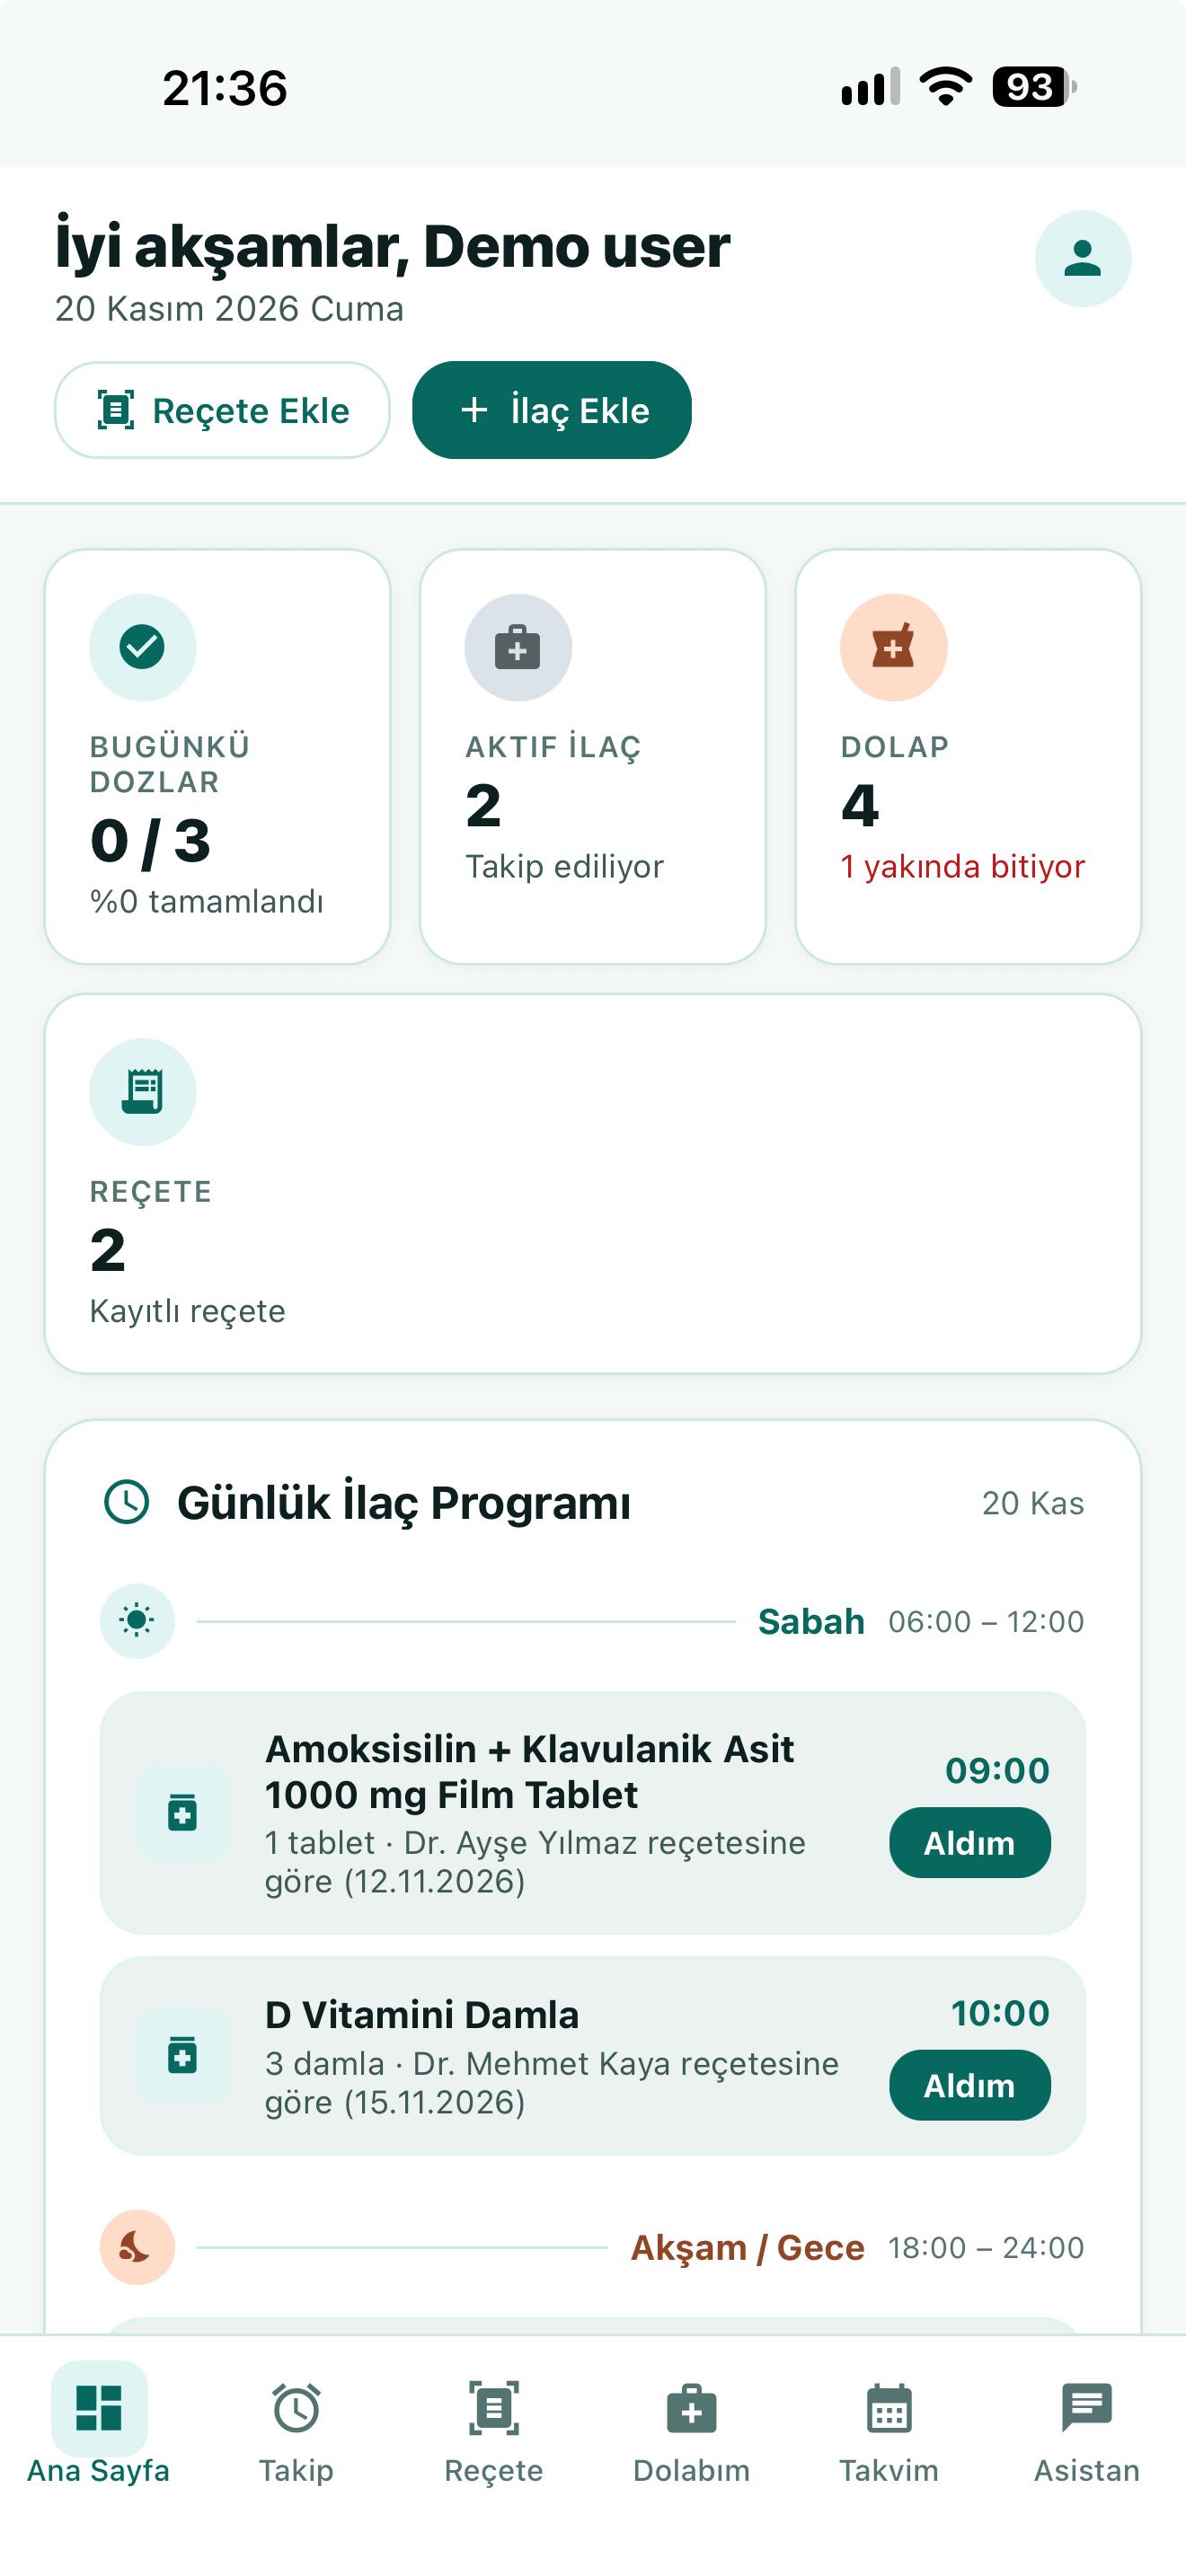 21:36
93
İyi akşamlar, Demo user
20 Kasım 2026 Cuma
Reçete Ekle
+ İlaç Ekle
BUGÜNKÜ
DOZLAR
0 / 3
%0 tamamlandı
AKTIF İLAÇ
2
Takip ediliyor
DOLAP
4
1 yakında bitiyor
REÇETE
2
Kayıtlı reçete
Günlük İlaç Programı
20 Kas
Sabah 06:00 – 12:00
Amoksisilin + Klavulanik Asit
1000 mg Film Tablet
1 tablet · Dr. Ayşe Yılmaz reçetesine
göre (12.11.2026)
09:00
Aldım
D Vitamini Damla
3 damla · Dr. Mehmet Kaya reçetesine
göre (15.11.2026)
10:00
Aldım
Akşam / Gece 18:00 – 24:00
Ana Sayfa
Takip
Reçete
Dolabım
Takvim
Asistan